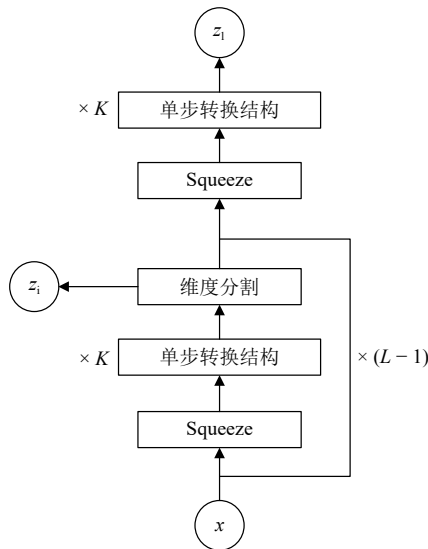 z₁
× K 单步转换结构
Squeeze
zᵢ 维度分割
× K 单步转换结构
× (L − 1)
Squeeze
x